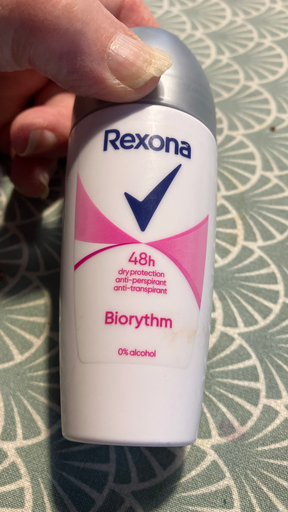 Rexona
48h
dry protection
anti-perspirant
anti-transpirant
Biorythm
0% alcohol